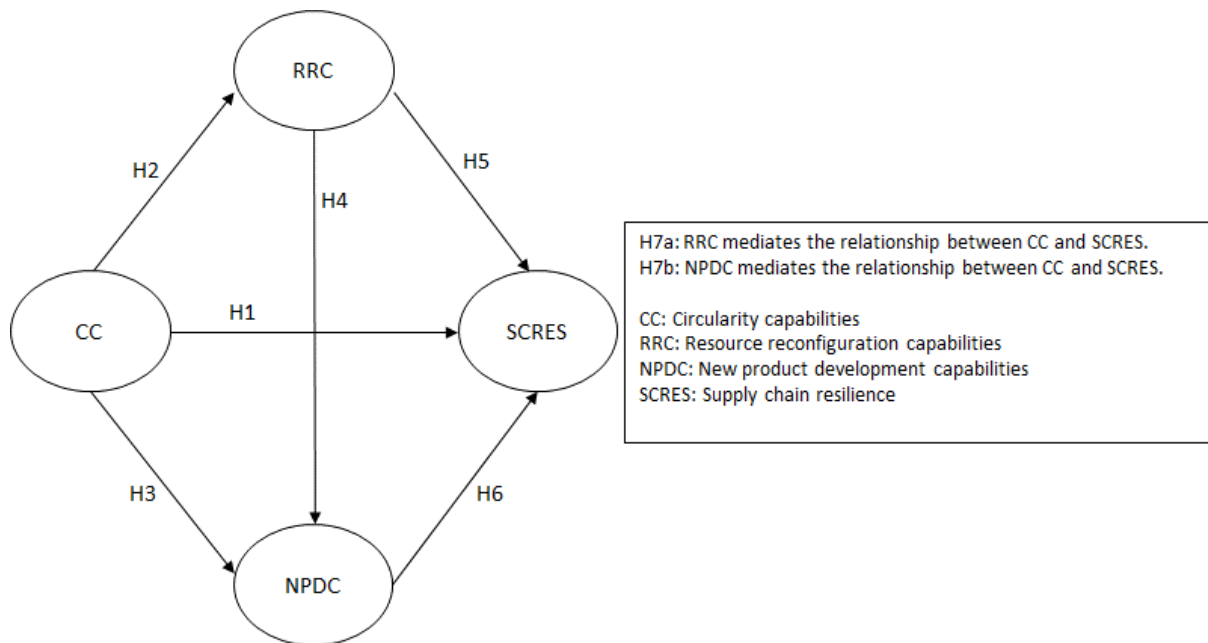 RRC
H2
H5
H4
H1
CC
SCRES
H3
H6
NPDC
H7a: RRC mediates the relationship between CC and SCRES.
H7b: NPDC mediates the relationship between CC and SCRES.
CC: Circularity capabilities
RRC: Resource reconfiguration capabilities
NPDC: New product development capabilities
SCRES: Supply chain resilience